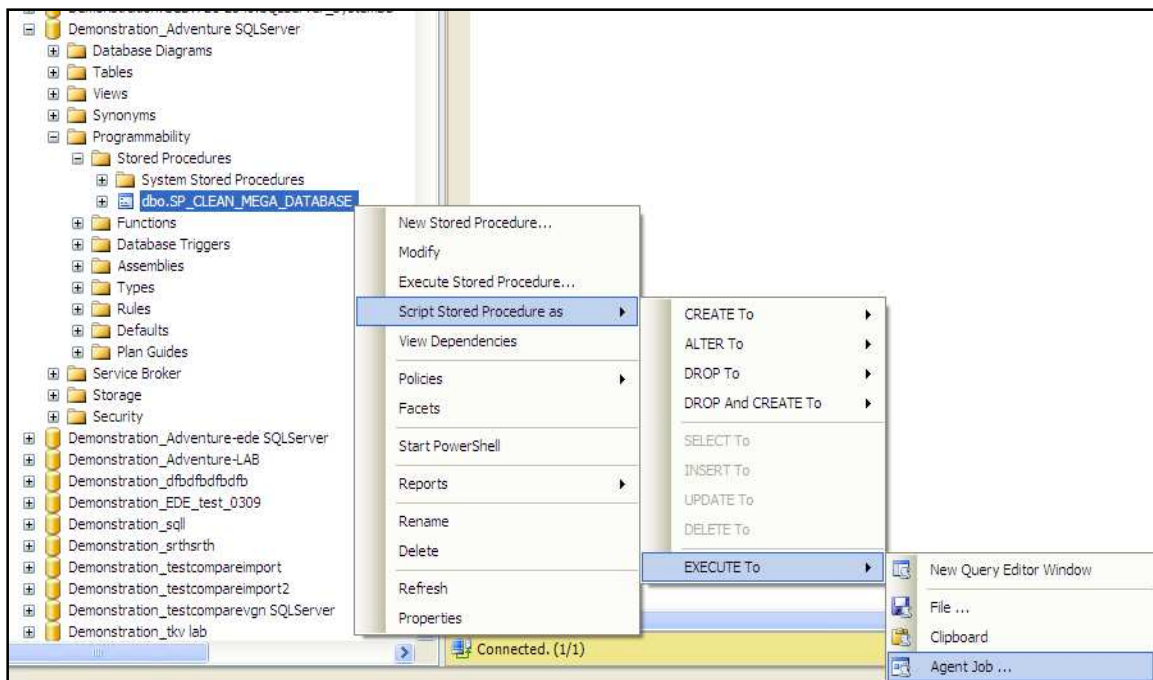 Demonstration_Adventure SQLServer
Database Diagrams
Tables
Views
Synonyms
Programmability
Stored Procedures
System Stored Procedures
dbo.SP_CLEAN_MEGA_DATABASE
Functions
Database Triggers
Assemblies
Types
Rules
Defaults
Plan Guides
Service Broker
Storage
Security
Demonstration_Adventure-ede SQLServer
Demonstration_Adventure-LAB
Demonstration_dfbdfbdfbdfb
Demonstration_EDE_test_0309
Demonstration_sqll
Demonstration_srthsrth
Demonstration_testcompareimport
Demonstration_testcompareimport2
Demonstration_testcomparevgn SQLServer
Demonstration_tkv lab
New Stored Procedure...
Modify
Execute Stored Procedure...
Script Stored Procedure as
View Dependencies
Policies
Facets
Start PowerShell
Reports
Rename
Delete
Refresh
Properties
CREATE To
ALTER To
DROP To
DROP And CREATE To
SELECT To
INSERT To
UPDATE To
DELETE To
EXECUTE To
New Query Editor Window
File ...
Clipboard
Agent Job ...
Connected. (1/1)